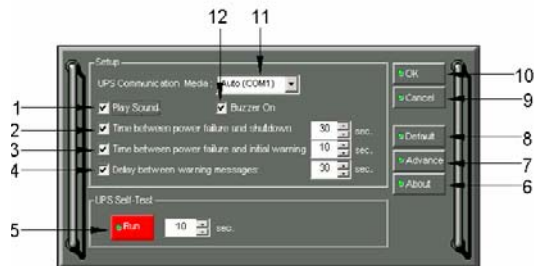 12 11
Setup
UPS Communication Media: Auto (COM1)
10
OK
1 Play Sound Buzzer On
Cancel 9
2 Time between power failure and shutdown 30 sec.
Default 8
3 Time between power failure and initial warning 10 sec.
Advance 7
4 Delay between warning messages: 30 sec.
About 6
UPS Self-Test
5 Run 10 sec.